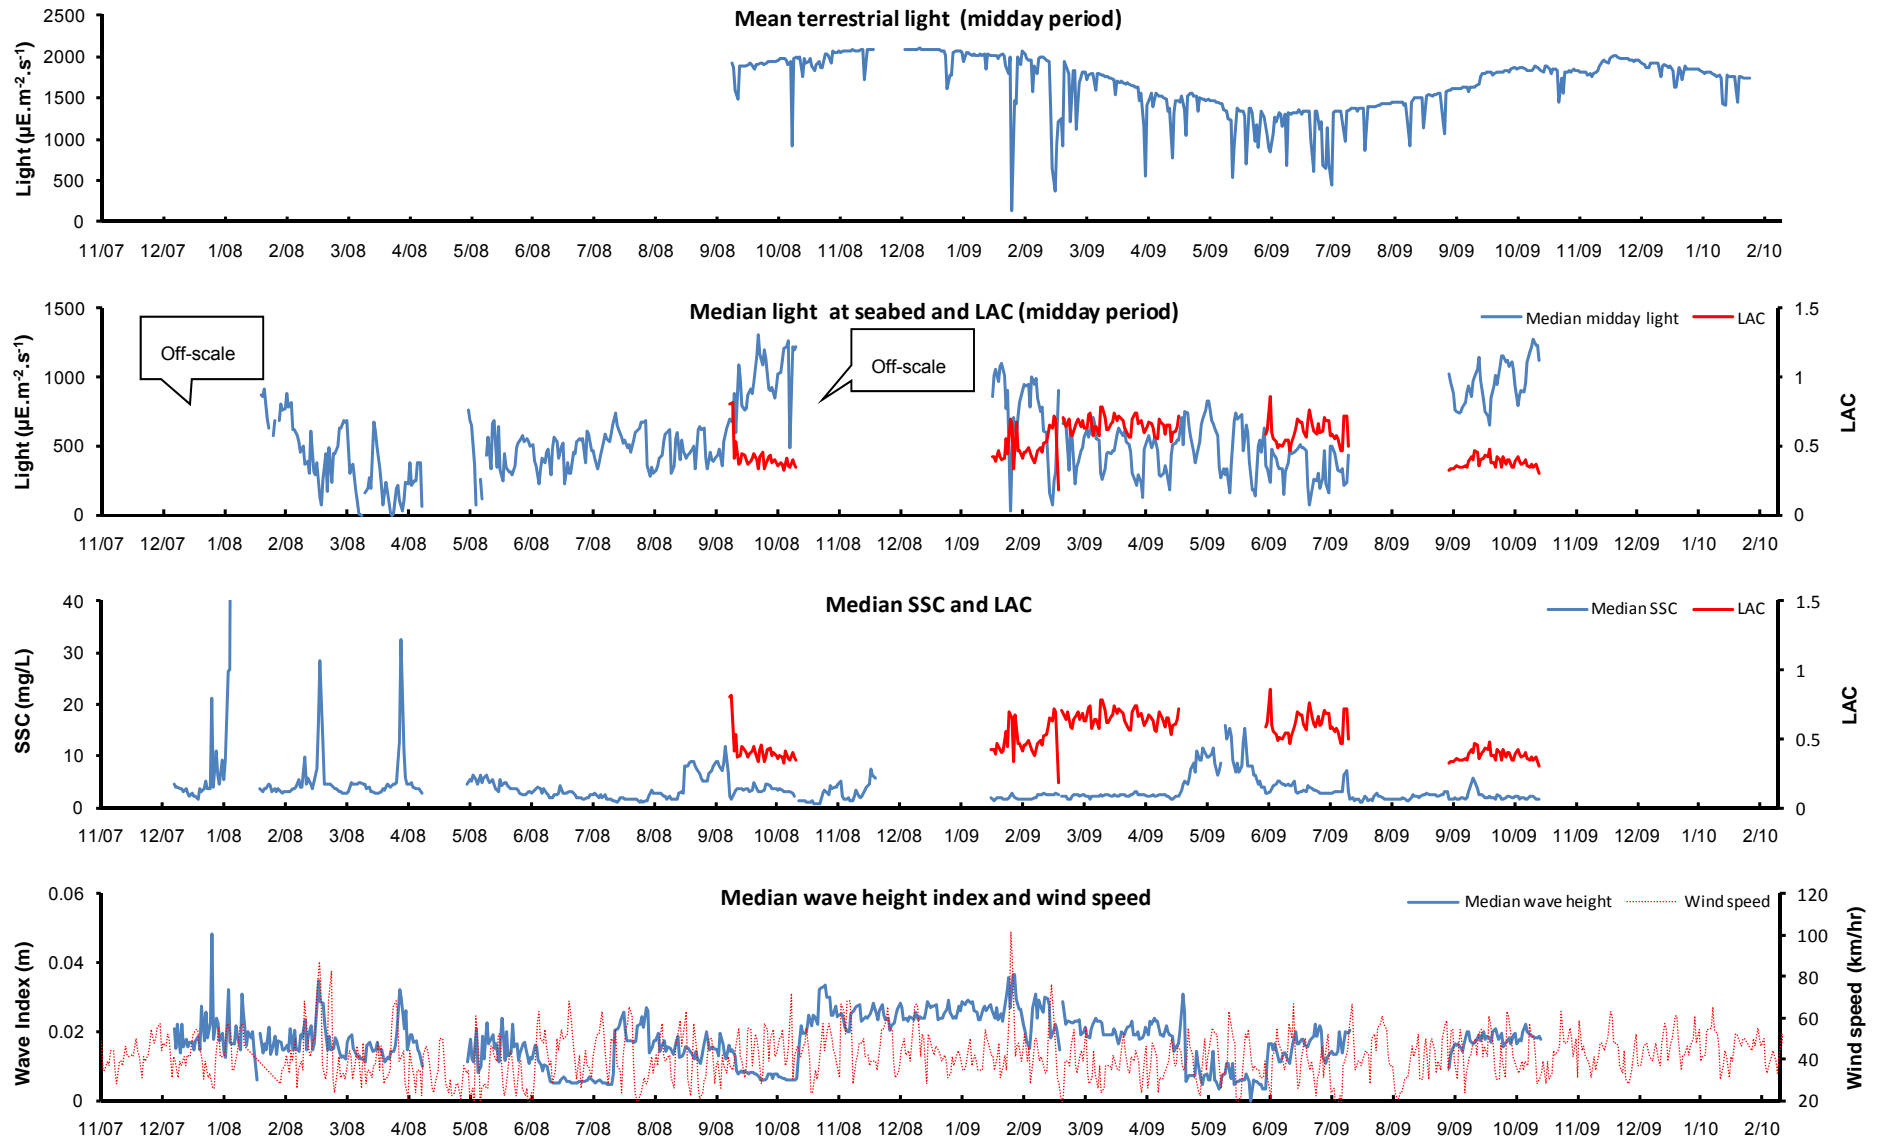 Mean terrestrial light (midday period)
Light (µE.m-2.s-1)
2500
2000
1500
1000
500
0
11/07 12/07 1/08 2/08 3/08 4/08 5/08 6/08 7/08 8/08 9/08 10/08 11/08 12/08 1/09 2/09 3/09 4/09 5/09 6/09 7/09 8/09 9/09 10/09 11/09 12/09 1/10 2/10
Median light at seabed and LAC (midday period)
Median midday light LAC
Off-scale
Off-scale
Light (µE.m-2.s-1)
1500
1000
500
0
LAC
1.5
1
0.5
0
11/07 12/07 1/08 2/08 3/08 4/08 5/08 6/08 7/08 8/08 9/08 10/08 11/08 12/08 1/09 2/09 3/09 4/09 5/09 6/09 7/09 8/09 9/09 10/09 11/09 12/09 1/10 2/10
Median SSC and LAC
Median SSC LAC
SSC (mg/L)
40
30
20
10
0
LAC
1.5
1
0.5
0
11/07 12/07 1/08 2/08 3/08 4/08 5/08 6/08 7/08 8/08 9/08 10/08 11/08 12/08 1/09 2/09 3/09 4/09 5/09 6/09 7/09 8/09 9/09 10/09 11/09 12/09 1/10 2/10
Median wave height index and wind speed
Median wave height Wind speed
Wave Index (m)
0.06
0.04
0.02
0
Wind speed (km/hr)
120
100
80
60
40
20
11/07 12/07 1/08 2/08 3/08 4/08 5/08 6/08 7/08 8/08 9/08 10/08 11/08 12/08 1/09 2/09 3/09 4/09 5/09 6/09 7/09 8/09 9/09 10/09 11/09 12/09 1/10 2/10